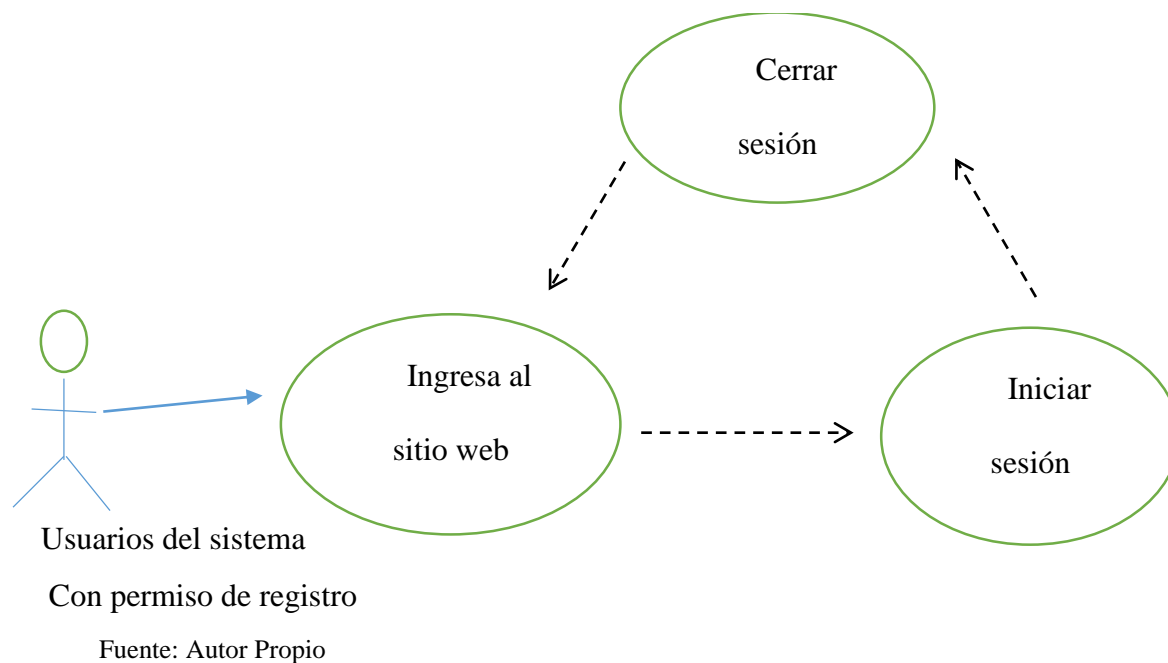 Cerrar
sesión
Ingresa al
sitio web
Iniciar
sesión
Usuarios del sistema
Con permiso de registro
Fuente: Autor Propio